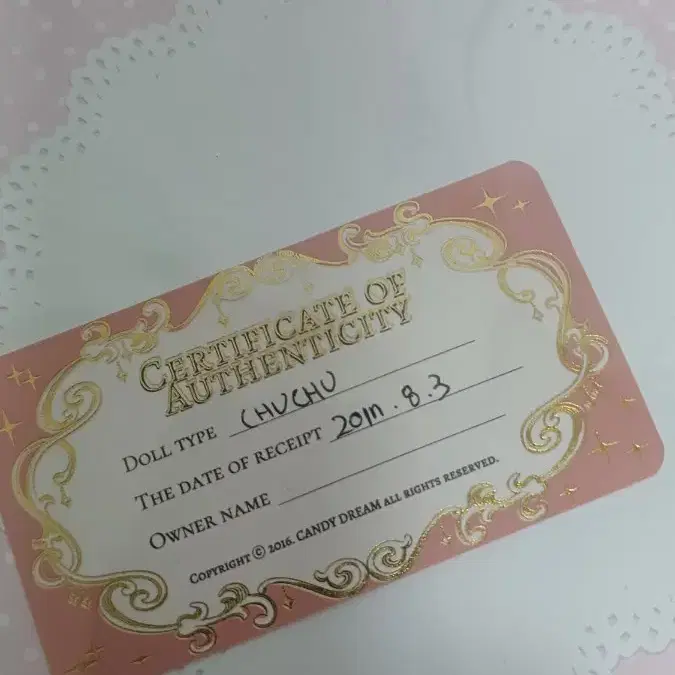 CERTIFICATE OF
AUTHENTICITY
DOLL TYPE CHUCHU
THE DATE OF RECEIPT 2017.8.3
OWNER NAME
COPYRIGHT © 2016. CANDY DREAM ALL RIGHTS RESERVED.